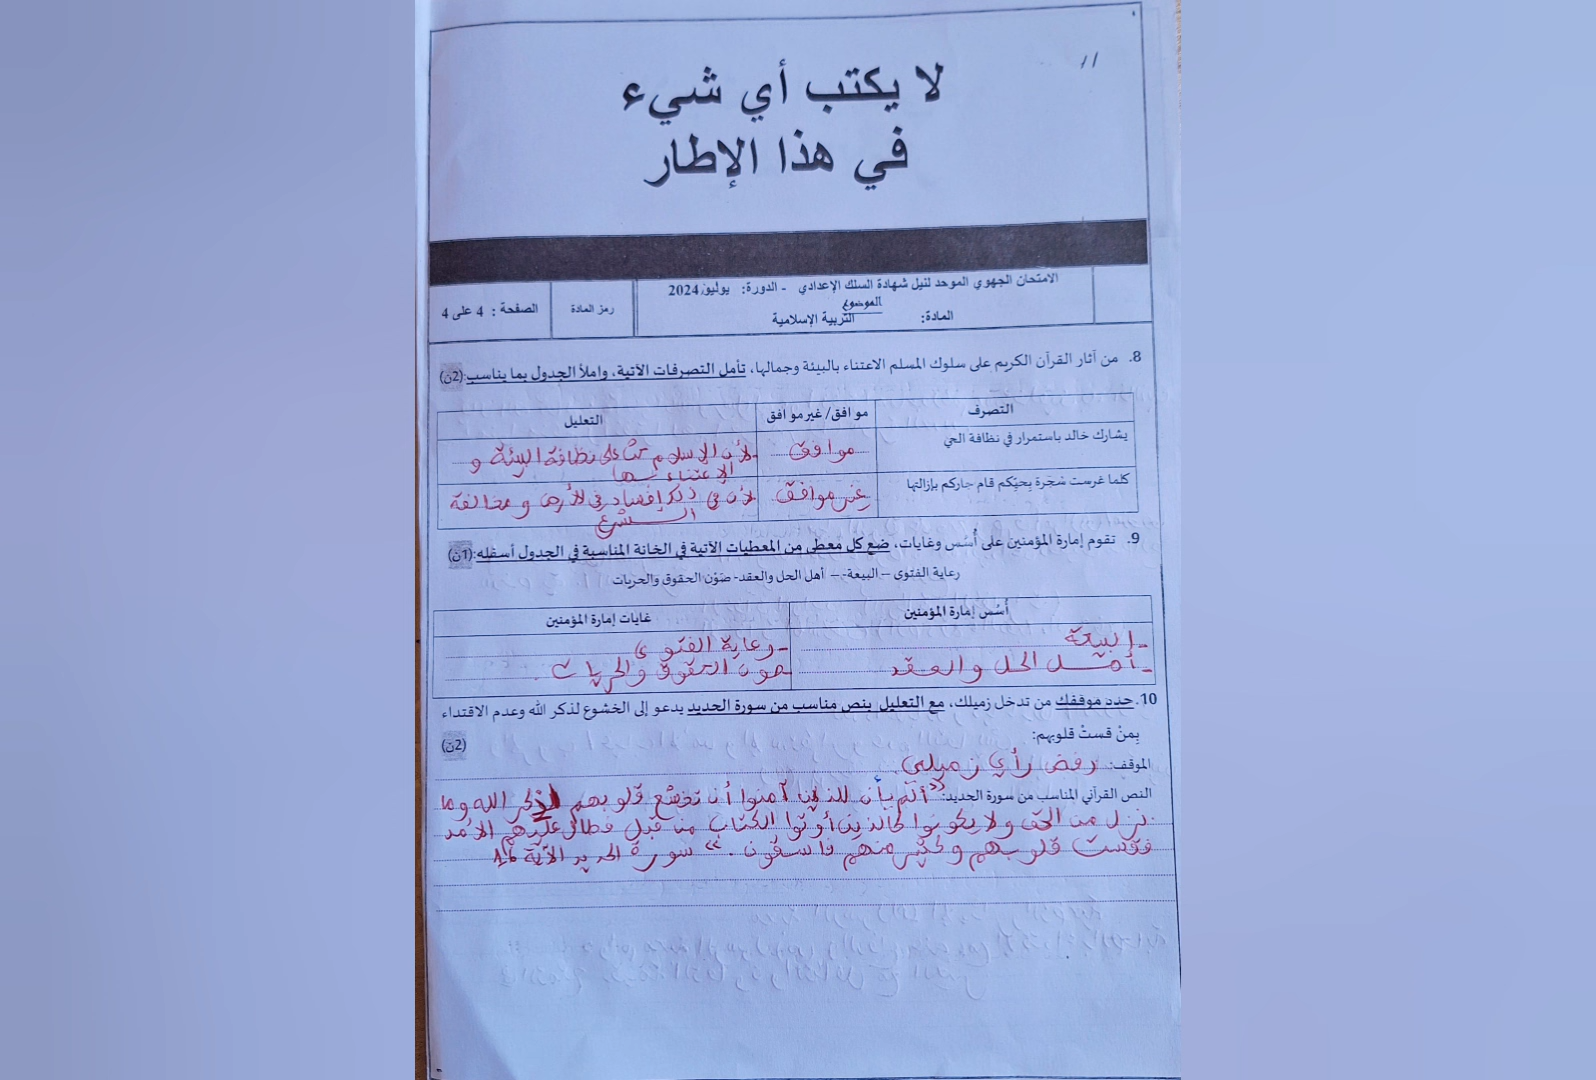 لا يكتب أي شيء
في هذا الإطار
الامتحان الجهوي الموحد لنيل شهادة السلك الإعدادي - الدورة: يوليوز 2024
الموضوع
المادة: التربية الإسلامية
رمز المادة
الصفحة : 4 على 4
8. من آثار القرآن الكريم على سلوك المسلم الاعتناء بالبيئة وجمالها، تأمل التصرفات الآتية، واملأ الجدول بما يناسب:(2ن)
التصرف موافق/ غير موافق التعليل
يشارك خالد باستمرار في نظافة الحي موافق -لأن الإسلام حث على نظافة البيئة و
الإعتناء بها
كلما غرست شجرة بحيّكم قام جاركم بإزالتها غير موافق لأن في ذلك إفساد في الأرض و مخالفة
الشرع
9. تقوم إمارة المؤمنين على أُسُس وغايات، ضع كل معطى من المعطيات الآتية في الخانة المناسبة في الجدول أسفله:(1ن)
رعاية الفتوى – البيعة- – أهل الحل والعقد- صَوْن الحقوق والحريات
أُسُس إمارة المؤمنين غايات إمارة المؤمنين
-البيعة -رعاية الفتوى
-أهل الحل والعقد -صون الحقوق والحريات .
10. حدد موقفك من تدخل زميلك، مع التعليل بنص مناسب من سورة الحديد يدعو إلى الخشوع لذكر الله وعدم الاقتداء
بِمنْ قستْ قلوبهم: (2ن)
الموقف: رفض رأي زميلي.
النص القرآني المناسب من سورة الحديد: "ألم يأن للذين آمنوا أن تخشع قلوبهم لذكر الله وما
نزل من الحق ولا يكونوا كالذين أوتوا الكتاب من قبل فطال عليهم الأمد
فقست قلوبهم وكثير منهم فاسقون ." سورة الحديد الآية 16